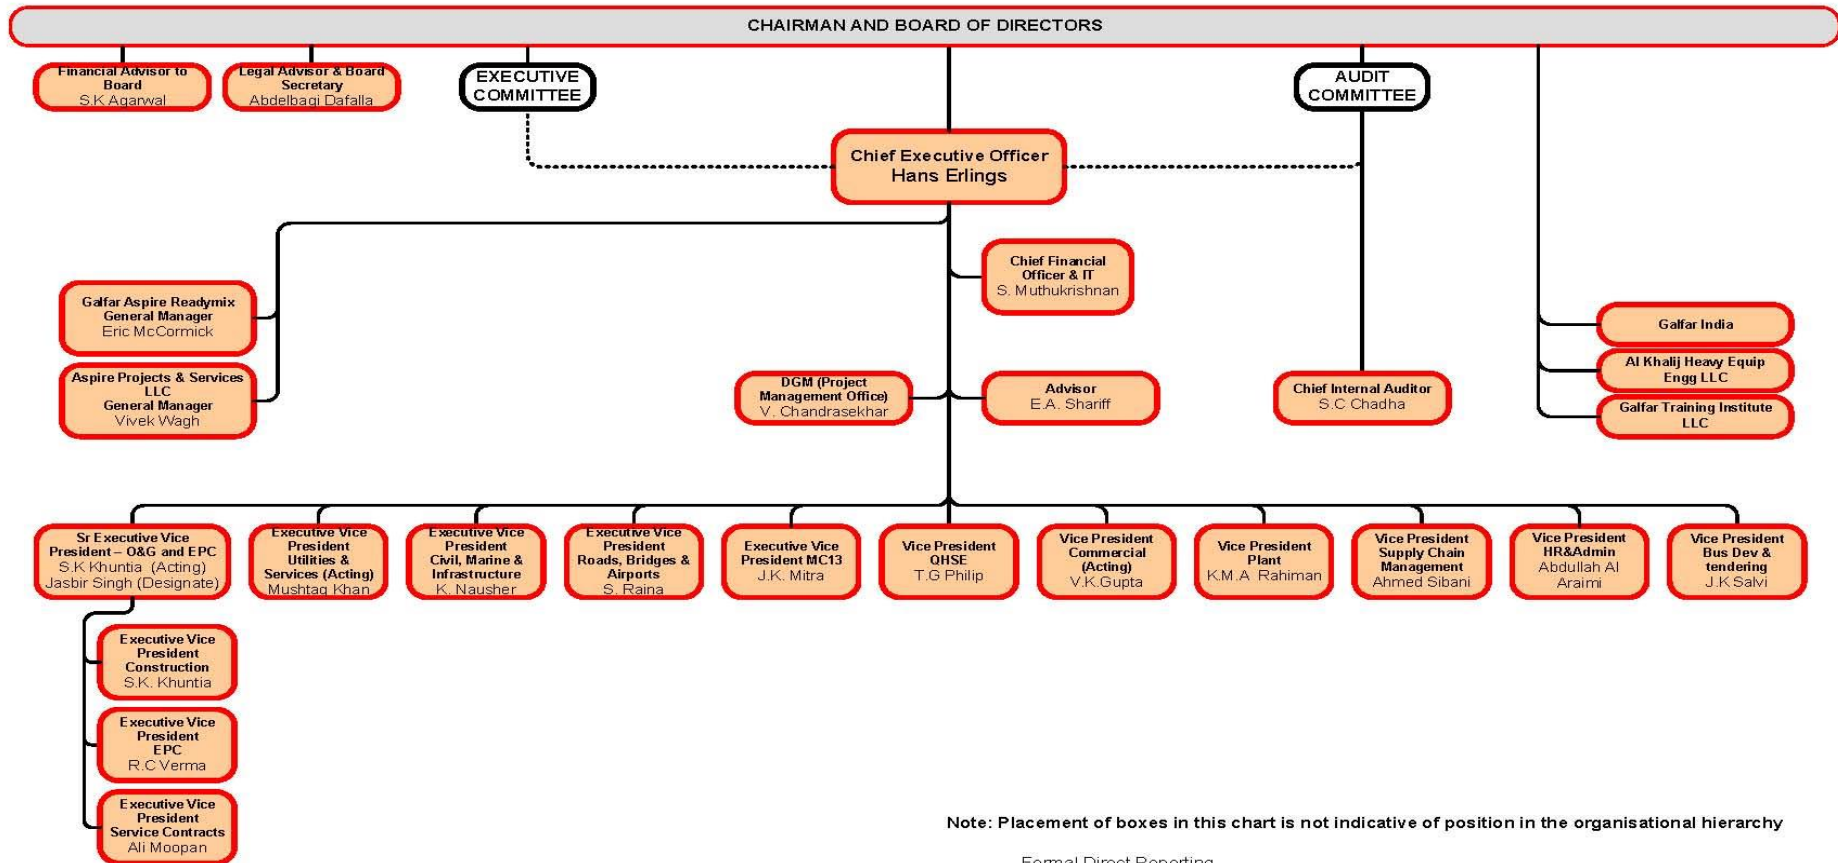 CHAIRMAN AND BOARD OF DIRECTORS
Financial Advisor to
Board
S.K Agarwal
Legal Advisor & Board
Secretary
Abdelbagi Dafalla
EXECUTIVE
COMMITTEE
AUDIT
COMMITTEE
Chief Executive Officer
Hans Erlings
Chief Financial
Officer & IT
S. Muthukrishnan
Galfar Aspire Readymix
General Manager
Eric McCormick
Aspire Projects & Services
LLC
General Manager
Vivek Wagh
DGM (Project
Management Office)
V. Chandrasekhar
Advisor
E.A. Shariff
Chief Internal Auditor
S.C Chadha
Galfar India
Al Khalij Heavy Equip
Engg LLC
Galfar Training Institute
LLC
Sr Executive Vice
President – O&G and EPC
S.K Khuntia (Acting)
Jasbir Singh (Designate)
Executive Vice
President
Utilities &
Services (Acting)
Mushtaq Khan
Executive Vice
President
Civil, Marine &
Infrastructure
K. Nausher
Executive Vice
President
Roads, Bridges &
Airports
S. Raina
Executive Vice
President MC13
J.K. Mitra
Vice President
QHSE
T.G Philip
Vice President
Commercial
(Acting)
V.K.Gupta
Vice President
Plant
K.M.A Rahiman
Vice President
Supply Chain
Management
Ahmed Sibani
Vice President
HR&Admin
Abdullah Al
Araimi
Vice President
Bus Dev &
tendering
J.K Salvi
Executive Vice
President
Construction
S.K. Khuntia
Executive Vice
President
EPC
R.C Verma
Executive Vice
President
Service Contracts
Ali Moopan
Note: Placement of boxes in this chart is not indicative of position in the organisational hierarchy
Formal Direct Reporting